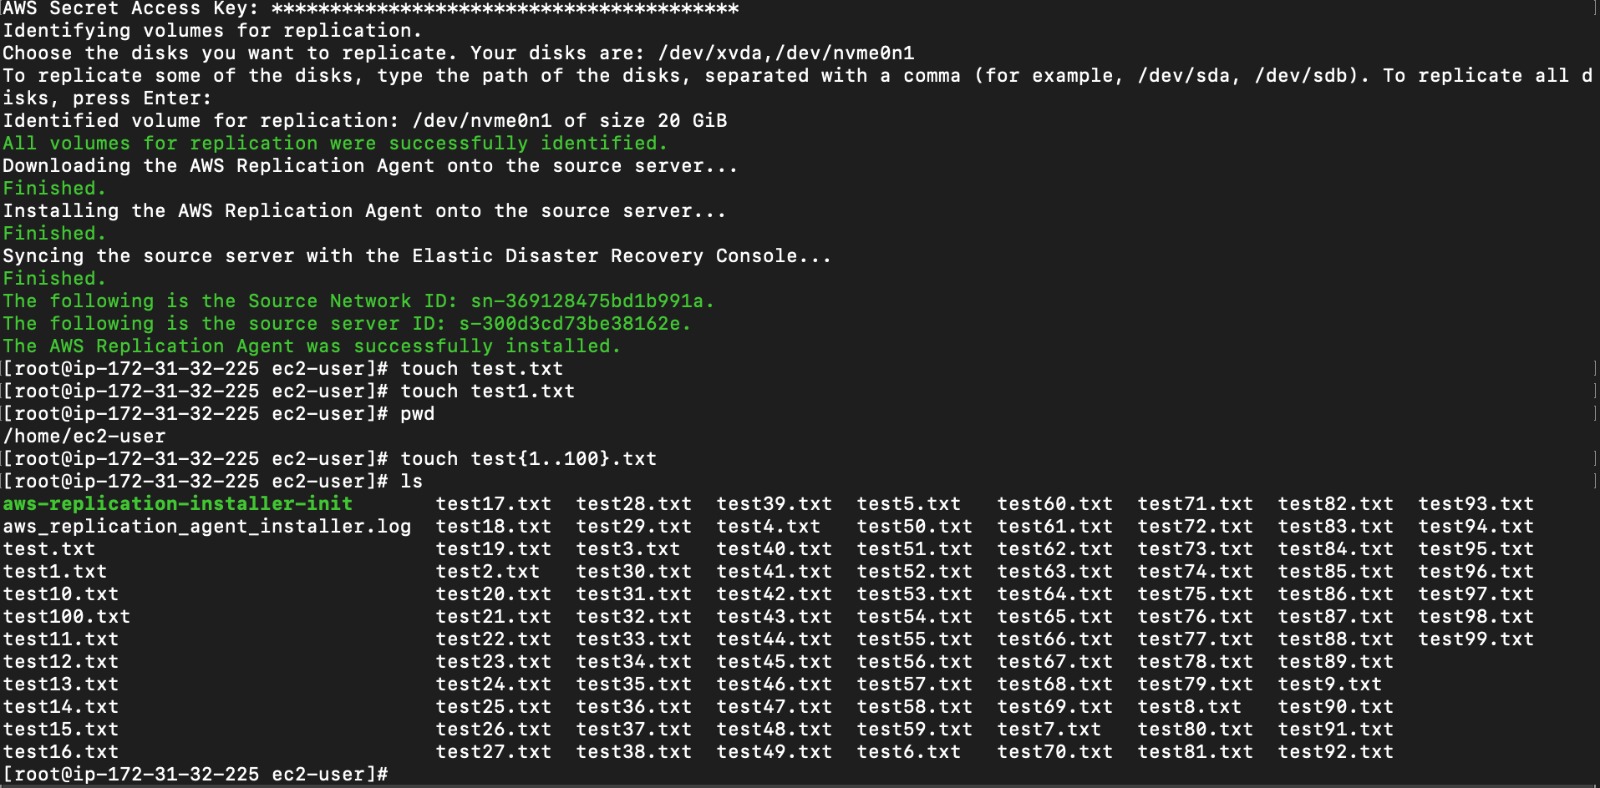 AWS Secret Access Key: ****************************************
Identifying volumes for replication.
Choose the disks you want to replicate. Your disks are: /dev/xvda,/dev/nvme0n1
To replicate some of the disks, type the path of the disks, separated with a comma (for example, /dev/sda, /dev/sdb). To replicate all d
isks, press Enter:
Identified volume for replication: /dev/nvme0n1 of size 20 GiB
All volumes for replication were successfully identified.
Downloading the AWS Replication Agent onto the source server...
Finished.
Installing the AWS Replication Agent onto the source server...
Finished.
Syncing the source server with the Elastic Disaster Recovery Console...
Finished.
The following is the Source Network ID: sn-369128475bd1b991a.
The following is the source server ID: s-300d3cd73be38162e.
The AWS Replication Agent was successfully installed.
[[root@ip-172-31-32-225 ec2-user]# touch test.txt ]
[[root@ip-172-31-32-225 ec2-user]# touch test1.txt ]
[[root@ip-172-31-32-225 ec2-user]# pwd ]
/home/ec2-user
[[root@ip-172-31-32-225 ec2-user]# touch test{1..100}.txt ]
[[root@ip-172-31-32-225 ec2-user]# ls ]
aws-replication-installer-init test17.txt test28.txt test39.txt test5.txt test60.txt test71.txt test82.txt test93.txt
aws_replication_agent_installer.log test18.txt test29.txt test4.txt test50.txt test61.txt test72.txt test83.txt test94.txt
test.txt test19.txt test3.txt test40.txt test51.txt test62.txt test73.txt test84.txt test95.txt
test1.txt test2.txt test30.txt test41.txt test52.txt test63.txt test74.txt test85.txt test96.txt
test10.txt test20.txt test31.txt test42.txt test53.txt test64.txt test75.txt test86.txt test97.txt
test100.txt test21.txt test32.txt test43.txt test54.txt test65.txt test76.txt test87.txt test98.txt
test11.txt test22.txt test33.txt test44.txt test55.txt test66.txt test77.txt test88.txt test99.txt
test12.txt test23.txt test34.txt test45.txt test56.txt test67.txt test78.txt test89.txt
test13.txt test24.txt test35.txt test46.txt test57.txt test68.txt test79.txt test9.txt
test14.txt test25.txt test36.txt test47.txt test58.txt test69.txt test8.txt test90.txt
test15.txt test26.txt test37.txt test48.txt test59.txt test7.txt test80.txt test91.txt
test16.txt test27.txt test38.txt test49.txt test6.txt test70.txt test81.txt test92.txt
[root@ip-172-31-32-225 ec2-user]#